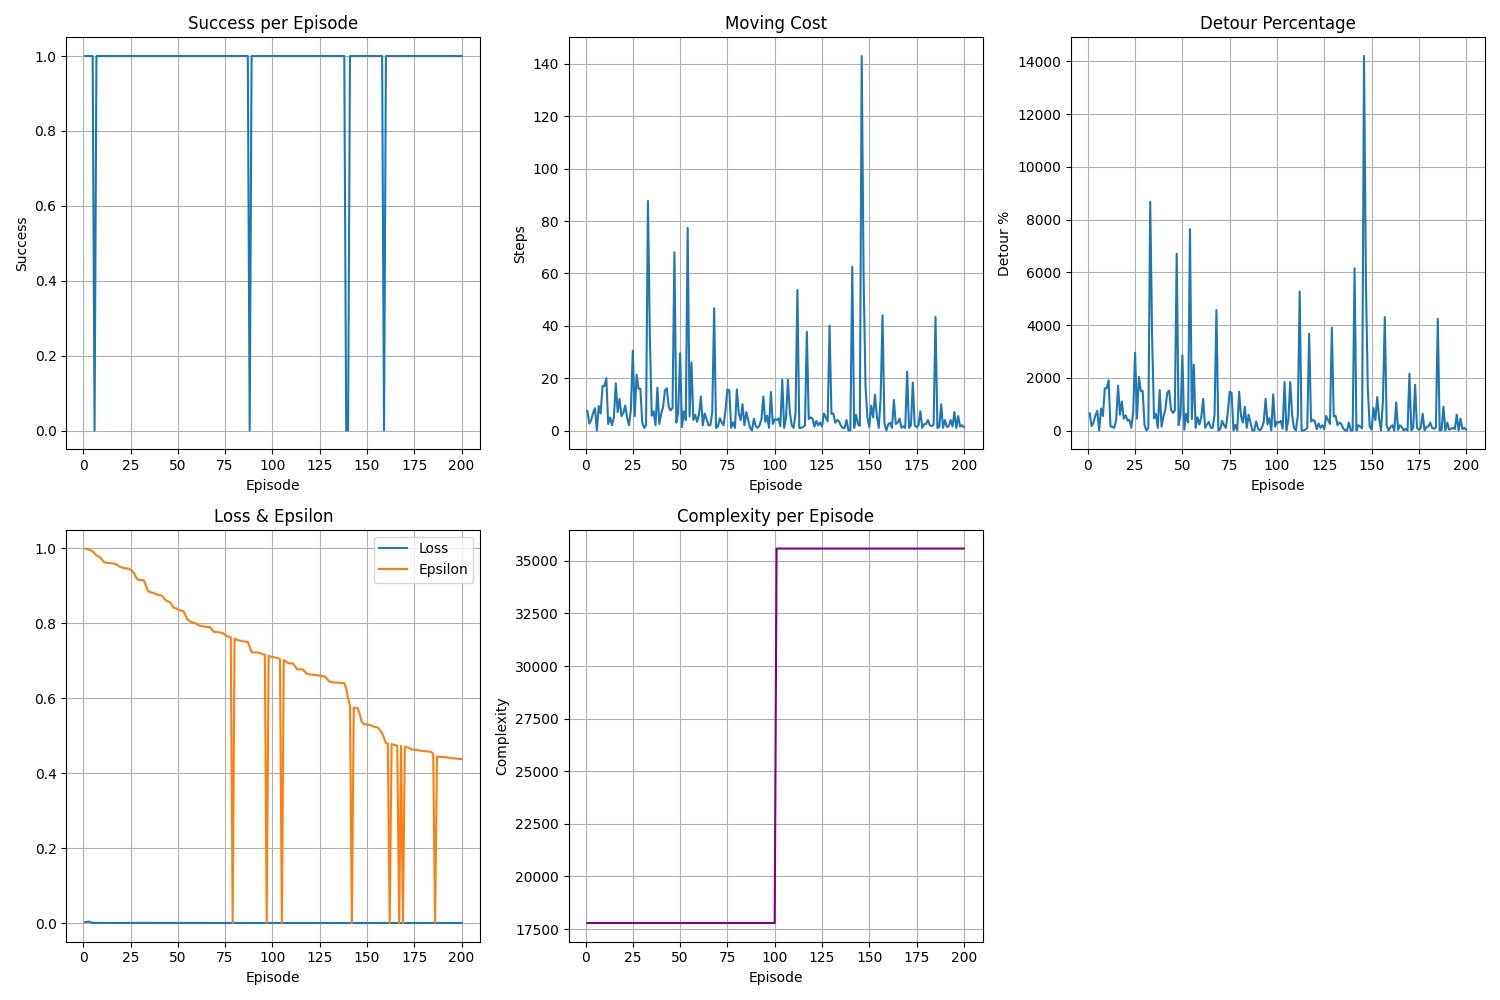 Success per Episode
Success
1.0
0.8
0.6
0.4
0.2
0.0
0 25 50 75 100 125 150 175 200
Episode
Moving Cost
Steps
140
120
100
80
60
40
20
0
0 25 50 75 100 125 150 175 200
Episode
Detour Percentage
Detour %
14000
12000
10000
8000
6000
4000
2000
0
0 25 50 75 100 125 150 175 200
Episode
Loss & Epsilon
Loss
Epsilon
1.0
0.8
0.6
0.4
0.2
0.0
0 25 50 75 100 125 150 175 200
Episode
Complexity per Episode
Complexity
35000
32500
30000
27500
25000
22500
20000
17500
0 25 50 75 100 125 150 175 200
Episode